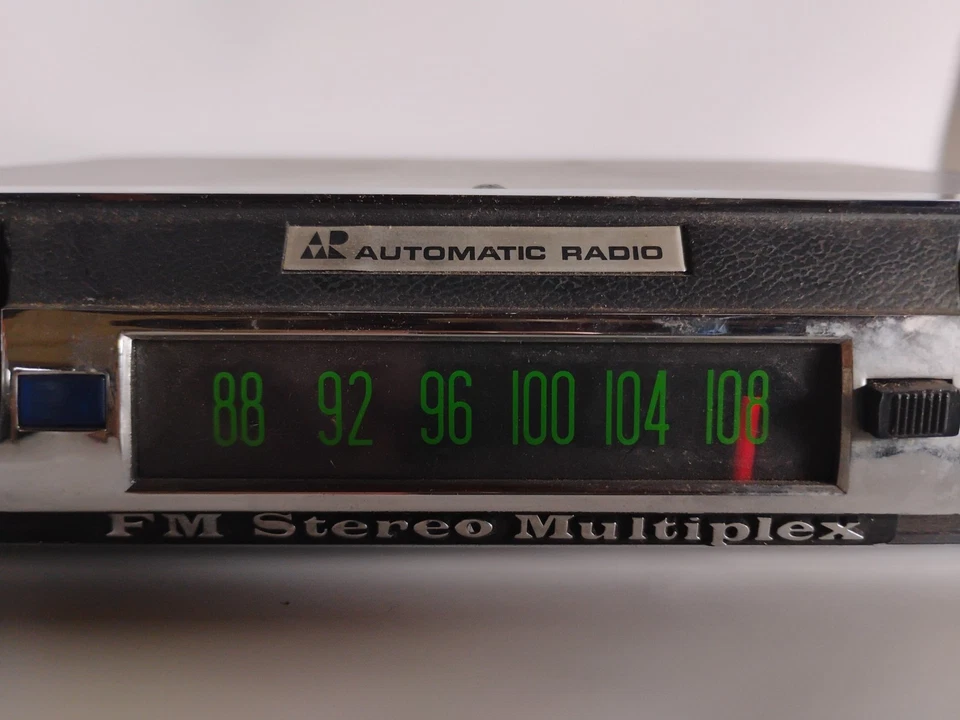 AR AUTOMATIC RADIO
88 92 96 100 104 108
FM Stereo Multiplex